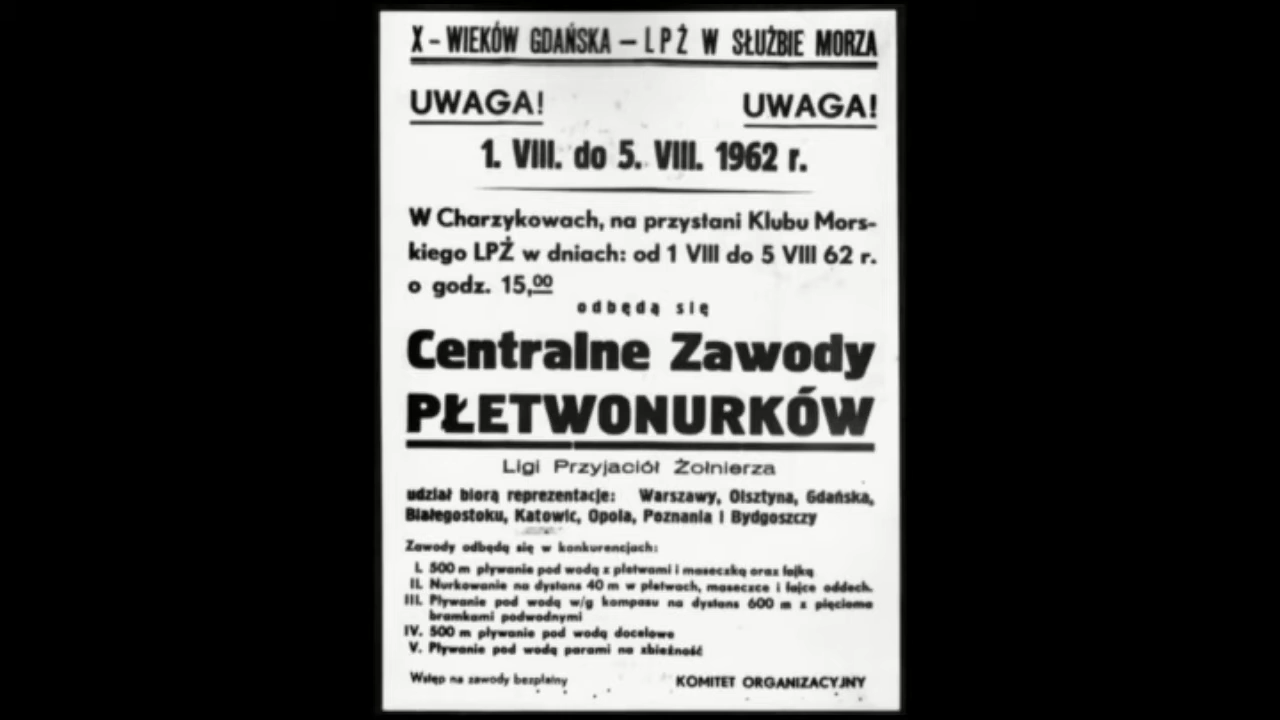 X – WIEKÓW GDAŃSKA – LPŻ W SŁUŻBIE MORZA
UWAGA! UWAGA!
1. VIII. do 5. VIII. 1962 r.
W Charzykowach, na przystani Klubu Mors-
kiego LPŻ w dniach: od 1 VIII do 5 VIII 62 r.
o godz. 15,00
odbędą się
Centralne Zawody
PŁETWONURKÓW
Ligi Przyjaciół Żołnierza
udział biorą reprezentacje: Warszawy, Olsztyna, Gdańska,
Białegostoku, Katowic, Opola, Poznania i Bydgoszczy
Zawody odbędą się w konkurencjach:
I. 500 m pływanie pod wodą z płetwami i maseczką oraz fajką
II. Nurkowanie na dystans 40 m w płetwach, maseczce i fajce oddech.
III. Pływanie pod wodą w/g kompasu na dystans 600 m z pięcioma
bramkami podwodnymi
IV. 500 m pływanie pod wodą docelowe
V. Pływanie pod wodą parami na zbieżność
Wstęp na zawody bezpłatny KOMITET ORGANIZACYJNY